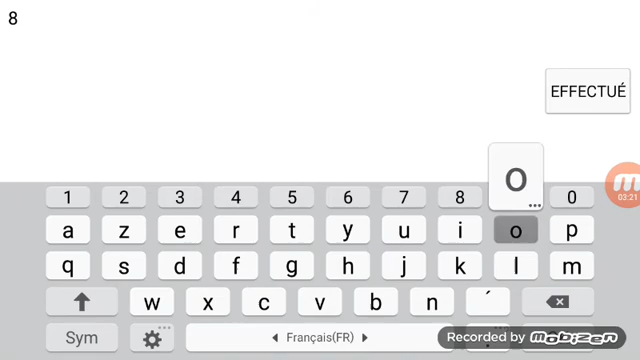 8
EFFECTUÉ
o
1 2 3 4 5 6 7 8 0
03:21
a z e r t y u i o p
q s d f g h j k l m
w x c v b n ´
Sym Français(FR) Recorded by MOBIZEN